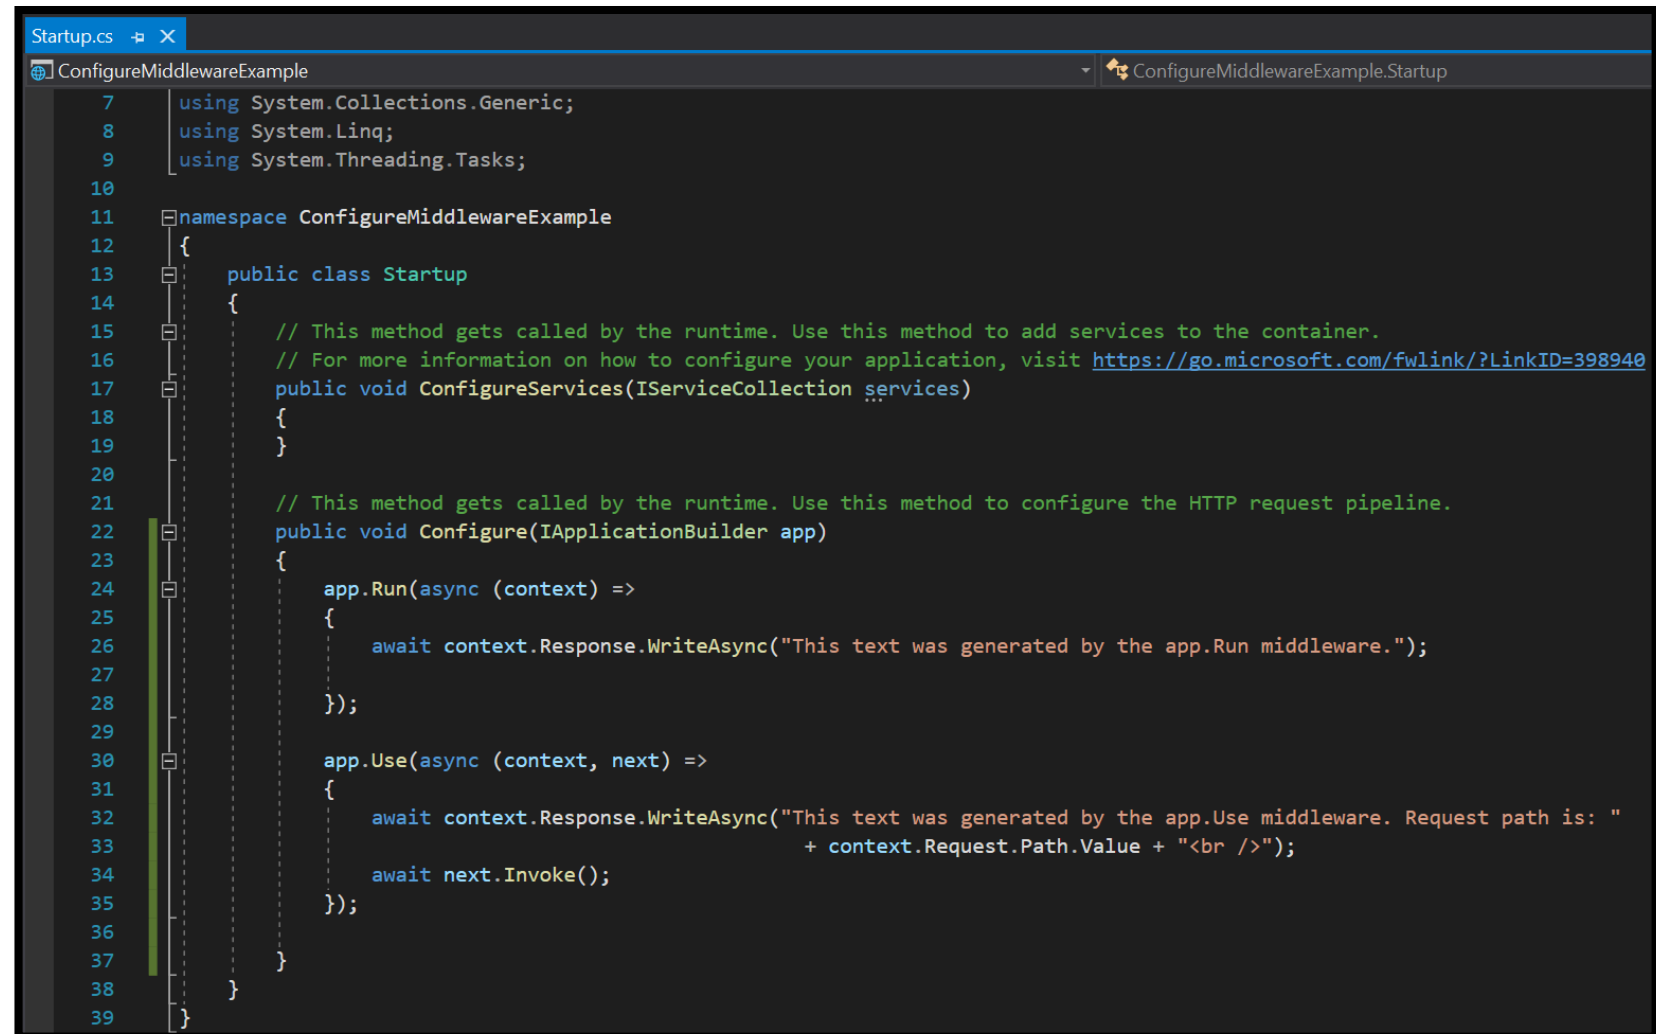 Startup.cs
ConfigureMiddlewareExample ConfigureMiddlewareExample.Startup
7 using System.Collections.Generic;
8 using System.Linq;
9 using System.Threading.Tasks;
10
11 namespace ConfigureMiddlewareExample
12 {
13 public class Startup
14 {
15 // This method gets called by the runtime. Use this method to add services to the container.
16 // For more information on how to configure your application, visit https://go.microsoft.com/fwlink/?LinkID=398940
17 public void ConfigureServices(IServiceCollection services)
18 {
19 }
20
21 // This method gets called by the runtime. Use this method to configure the HTTP request pipeline.
22 public void Configure(IApplicationBuilder app)
23 {
24 app.Run(async (context) =>
25 {
26 await context.Response.WriteAsync("This text was generated by the app.Run middleware.");
27
28 });
29
30 app.Use(async (context, next) =>
31 {
32 await context.Response.WriteAsync("This text was generated by the app.Use middleware. Request path is: "
33 + context.Request.Path.Value + "<br />");
34 await next.Invoke();
35 });
36
37 }
38 }
39 }